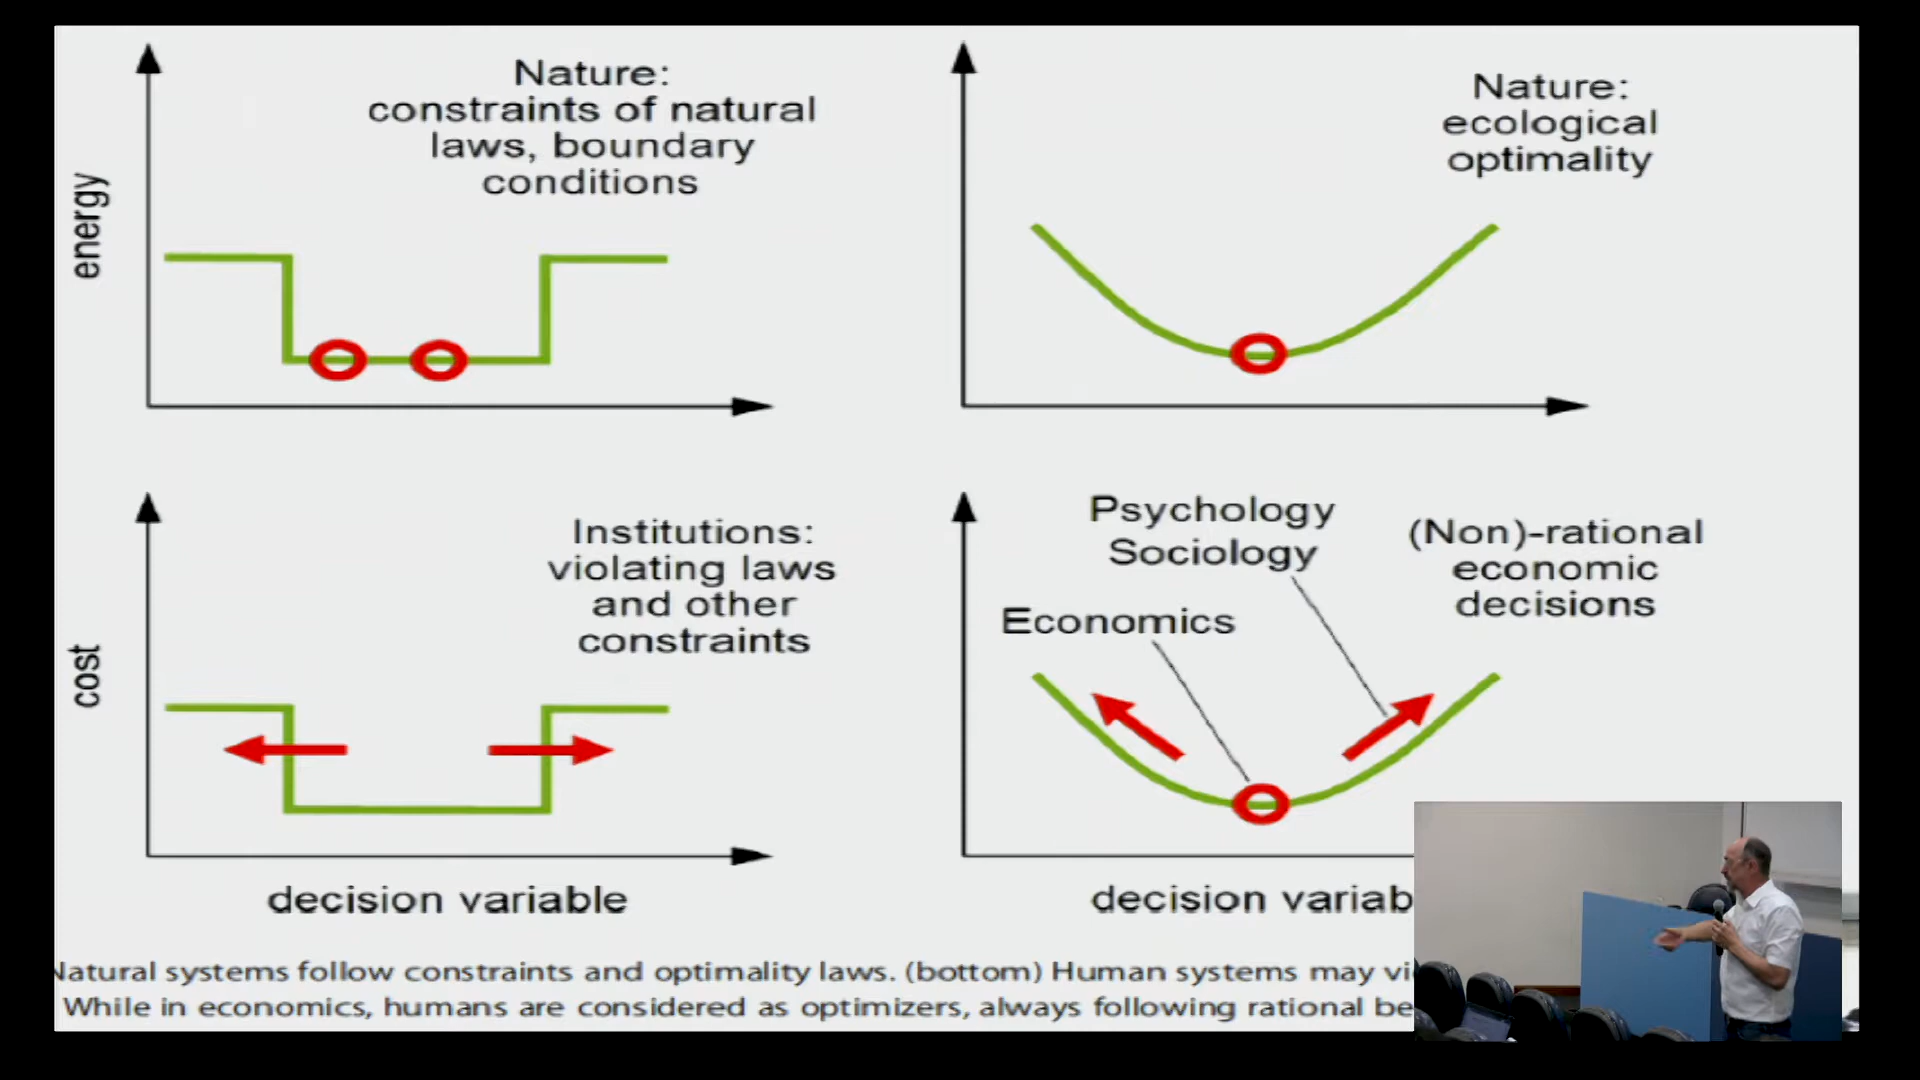 Nature:
constraints of natural
laws, boundary
conditions
energy
Nature:
ecological
optimality
Institutions:
violating laws
and other
constraints
cost
decision variable
Psychology
Sociology
Economics
(Non)-rational
economic
decisions
decision variab
Natural systems follow constraints and optimality laws. (bottom) Human systems may vi
While in economics, humans are considered as optimizers, always following rational be